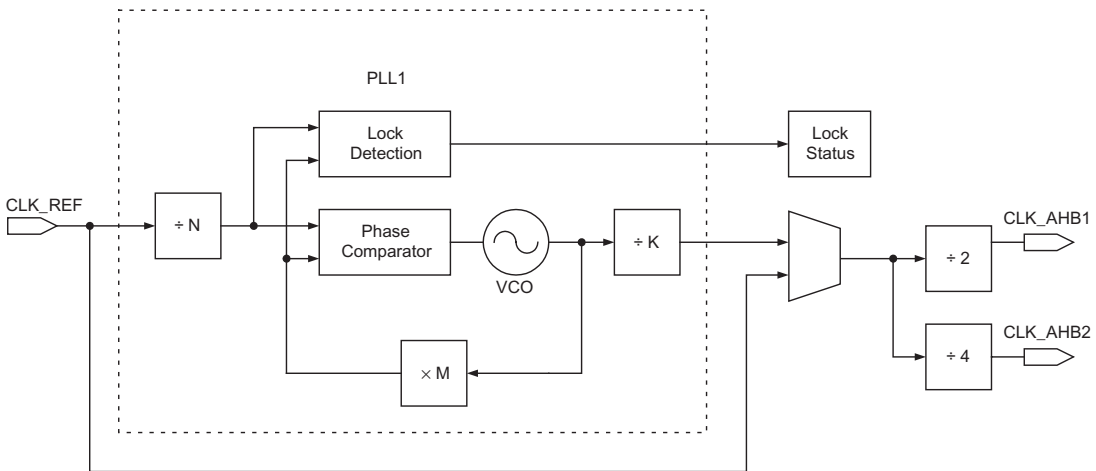 PLL1
Lock
Detection
Lock
Status
CLK_REF
÷ N
Phase
Comparator
VCO
÷ K
CLK_AHB1
÷ 2
CLK_AHB2
÷ 4
× M